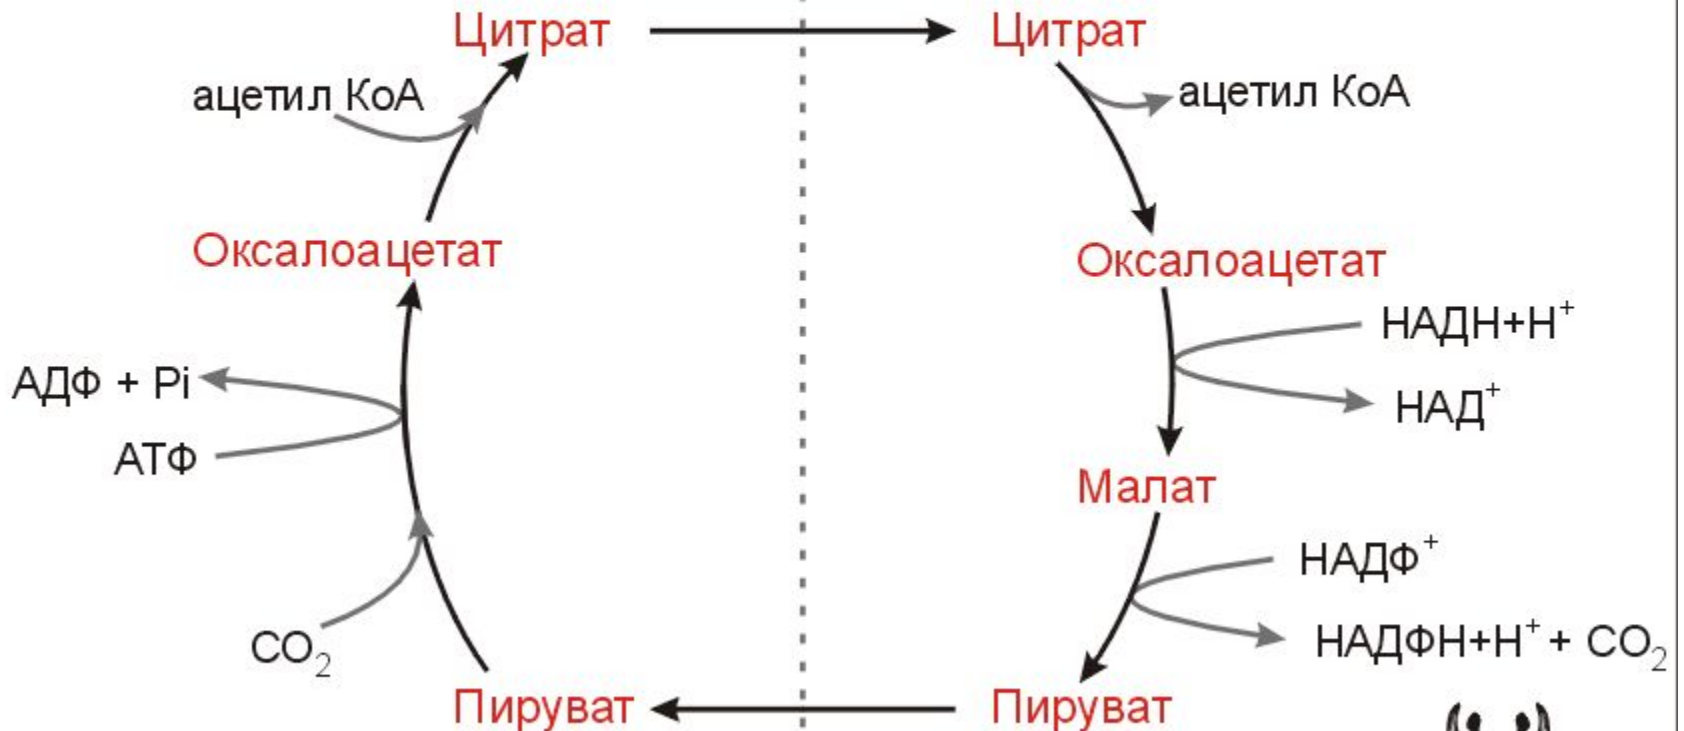 Цитрат
Цитрат
ацетил КоА
ацетил КоА
Оксалоацетат
Оксалоацетат
НАДН+Н⁺
АДФ + Pi
НАД⁺
АТФ
Малат
НАДФ⁺
CO₂
НАДФН+Н⁺ + CO₂
Пируват
Пируват